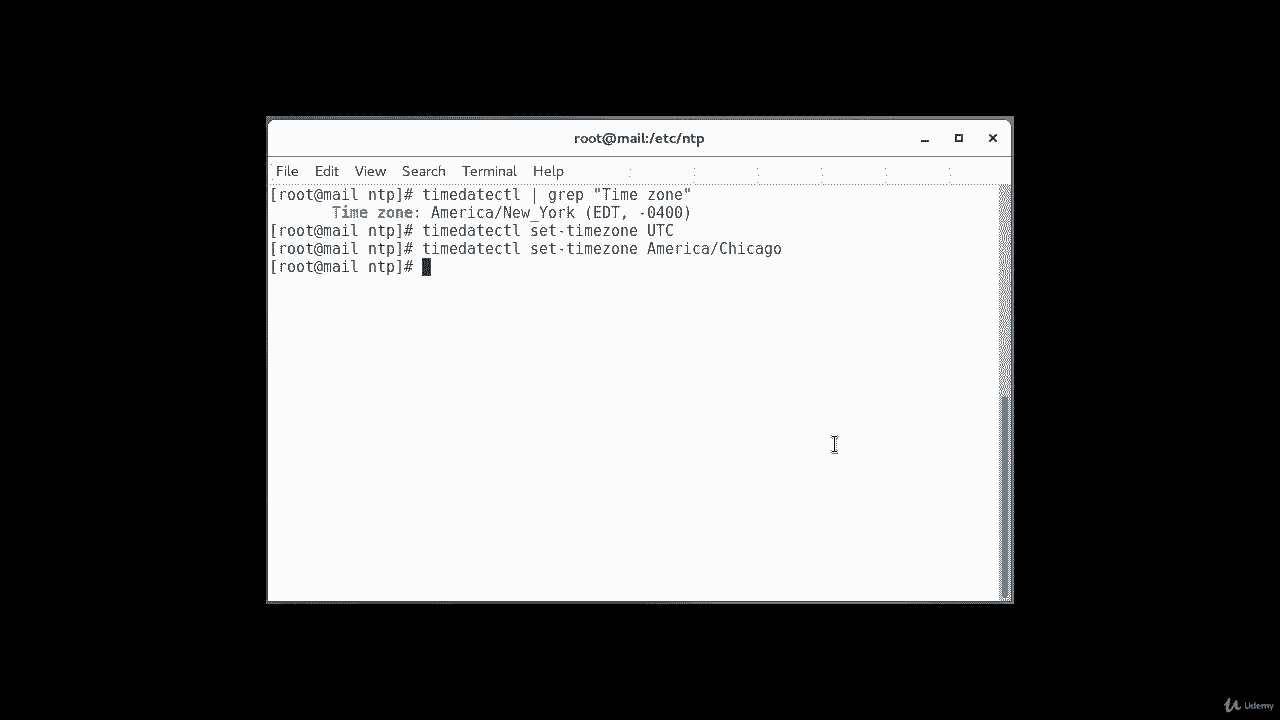 root@mail:/etc/ntp
File Edit View Search Terminal Help
[root@mail ntp]# timedatectl | grep "Time zone"
Time zone: America/New_York (EDT, -0400)
[root@mail ntp]# timedatectl set-timezone UTC
[root@mail ntp]# timedatectl set-timezone America/Chicago
[root@mail ntp]#
Udemy